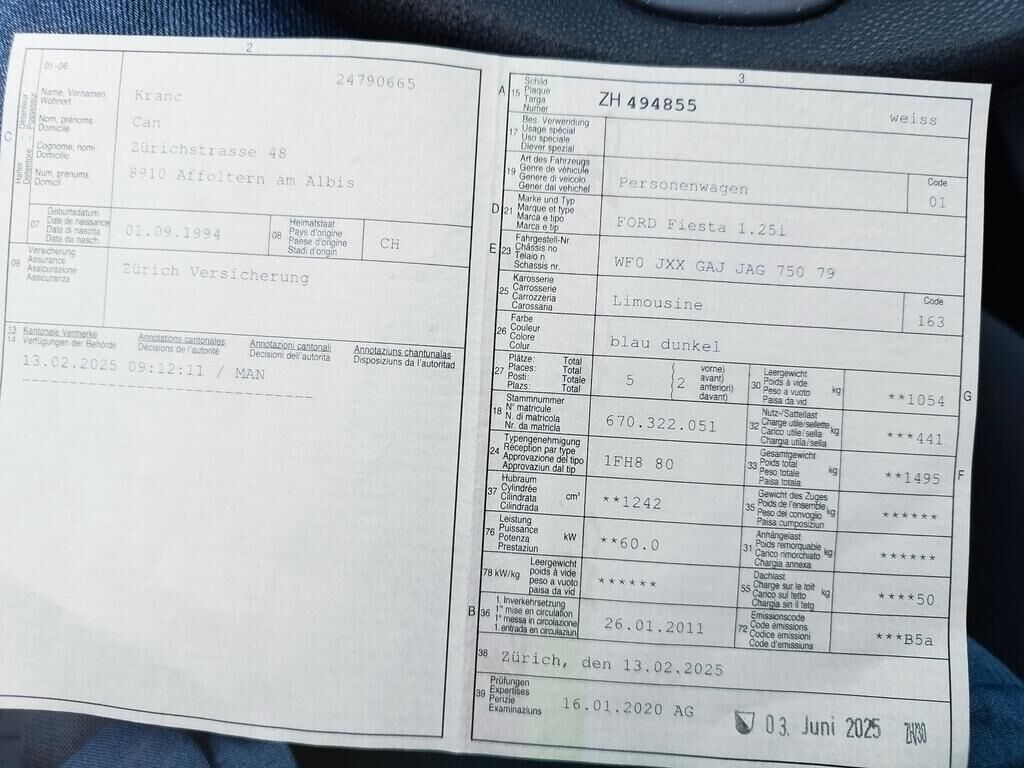 2
01-06
24790665
C
Halter
Détenteur
Detentore
Possessur
Name, Vornamen
Wohnort
Nom, prénoms
Domicile
Cognome, nomi
Domicilio
Num, prenums
Domicil
Kranc
Can
Zürichstrasse 48
8910 Affoltern am Albis
07
Geburtsdatum
Date de naissance
Data di nascita
Data da nasch.
01.09.1994
08
Heimatstaat
Pays d'origine
Paese d'origine
Stadi d'origin
CH
09
Versicherung
Assurance
Assicurazione
Assicuranza
Zürich Versicherung
13
14
Kantonale Vermerke
Verfügungen der Behörde
Annotations cantonales
Décisions de l'autorité
Annotazioni cantonali
Decisioni dell'autorità
Annotaziuns chantunalas
Disposiziuns da l'autoritad
13.02.2025 09:12:11 / MAN
3
A
15
Schild
Plaque
Targa
Numer
ZH 494855
weiss
17
Bes. Verwendung
Usage spécial
Uso speciale
Diever spezial
19
Art des Fahrzeugs
Genre de véhicule
Genere di veicolo
Gener dal vehichel
Personenwagen
Code
01
D
21
Marke und Typ
Marque et type
Marca e tipo
Marca e tip
FORD Fiesta 1.25i
E
23
Fahrgestell-Nr.
Châssis no
Telaio n.
Schassis nr.
WF0 JXX GAJ JAG 750 79
25
Karosserie
Carrosserie
Carrozzeria
Carossaria
Limousine
Code
163
26
Farbe
Couleur
Colore
Colur
blau dunkel
27
Plätze: Total
Places: Total
Posti: Totale
Plazs: Total
5
2
vorne)
avant)
anteriori)
davant)
30
Leergewicht
Poids à vide
Peso a vuoto
Paisa da vid
kg
**1054
G
18
Stammnummer
N° matricule
N. di matricola
Nr. da matricla
670.322.051
32
Nutz-/Sattellast
Charge utile/sellette
Carico utile/sella
Chargia utila/sella
kg
***441
24
Typengenehmigung
Réception par type
Approvazione del tipo
Approvaziun dal tip
1FH8 80
33
Gesamtgewicht
Poids total
Peso totale
Paisa totala
kg
**1495
F
37
Hubraum
Cylindrée
Cilindrata
Cilindrada
cm³
**1242
35
Gewicht des Zuges
Poids de l'ensemble
Peso del convoglio
Paisa cumposiziun
kg
******
76
Leistung
Puissance
Potenza
Prestaziun
kW
**60.0
31
Anhängelast
Poids remorquable
Carico rimorchiato
Chargia annexa
kg
******
78 kW/kg
Leergewicht
poids à vide
peso a vuoto
paisa da vid
******
55
Dachlast
Charge sur le toit
Carico sul tetto
Chargia sin il tetg
kg
****50
B
36
1. Inverkehrsetzung
1re mise en circulation
1a messa in circolazione
1. entrada en circulaziun
26.01.2011
72
Emissionscode
Code émissions
Codice emissioni
Code d'emissiuns
***B5a
38
Zürich, den 13.02.2025
39
Prüfungen
Expertises
Perizie
Examinaziuns
16.01.2020 AG
03. Juni 2025
ZH/30